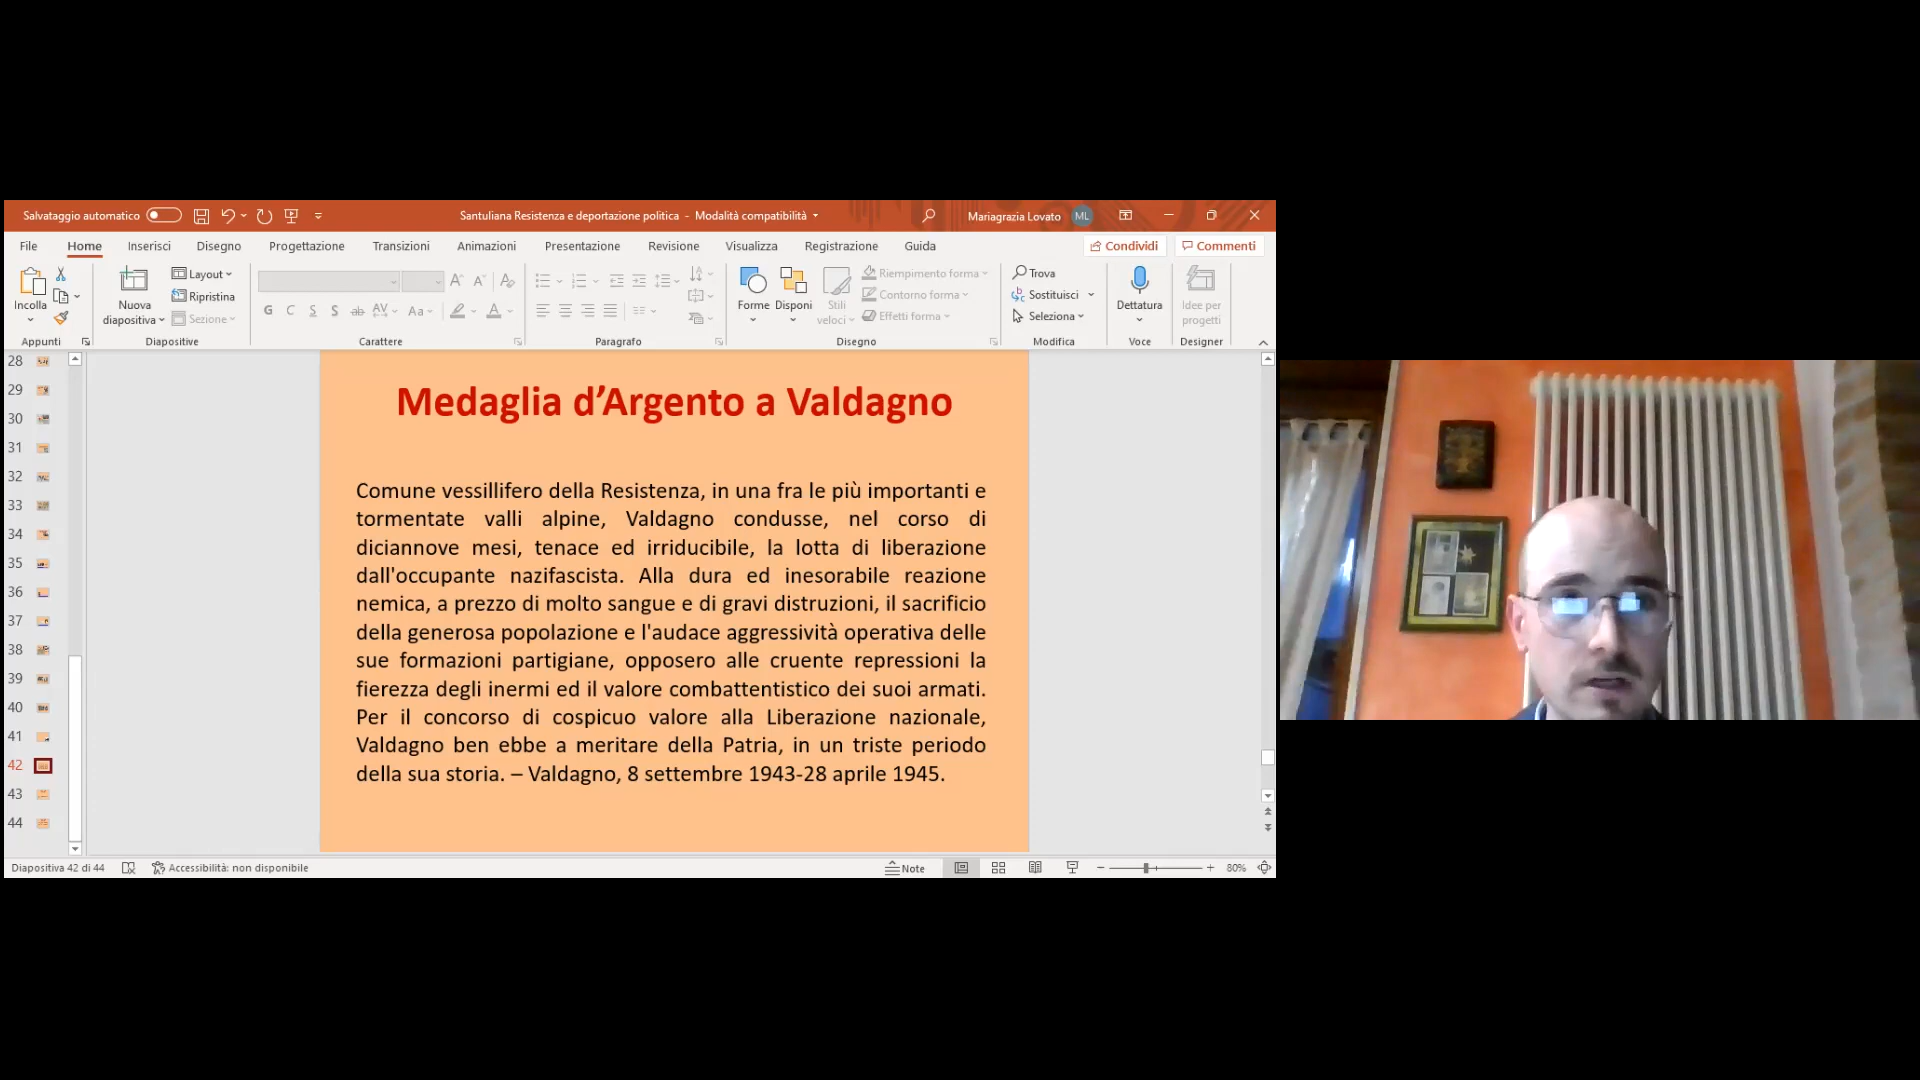 Salvataggio automatico
Santuliana Resistenza e deportazione politica - Modalità compatibilità
Mariagrazia Lovato ML
File Home Inserisci Disegno Progettazione Transizioni Animazioni Presentazione Revisione Visualizza Registrazione Guida Condividi Commenti
Incolla
Appunti
Nuova
diapositiva
Layout
Ripristina
Sezione
Diapositive
G C S S ab AV Aa A
A A A
Carattere
Paragrafo
Forme
Disponi
Stili
veloci
Riempimento forma
Contorno forma
Effetti forma
Disegno
Trova
Sostituisci
Seleziona
Modifica
Dettatura
Voce
Idee per
progetti
Designer
28
29
30
31
32
33
34
35
36
37
38
39
40
41
42
43
44
Medaglia d’Argento a Valdagno
Comune vessillifero della Resistenza, in una fra le più importanti e
tormentate valli alpine, Valdagno condusse, nel corso di
diciannove mesi, tenace ed irriducibile, la lotta di liberazione
dall'occupante nazifascista. Alla dura ed inesorabile reazione
nemica, a prezzo di molto sangue e di gravi distruzioni, il sacrificio
della generosa popolazione e l'audace aggressività operativa delle
sue formazioni partigiane, opposero alle cruente repressioni la
fierezza degli inermi ed il valore combattentistico dei suoi armati.
Per il concorso di cospicuo valore alla Liberazione nazionale,
Valdagno ben ebbe a meritare della Patria, in un triste periodo
della sua storia. – Valdagno, 8 settembre 1943-28 aprile 1945.
Diapositiva 42 di 44
Accessibilità: non disponibile
Note
80%